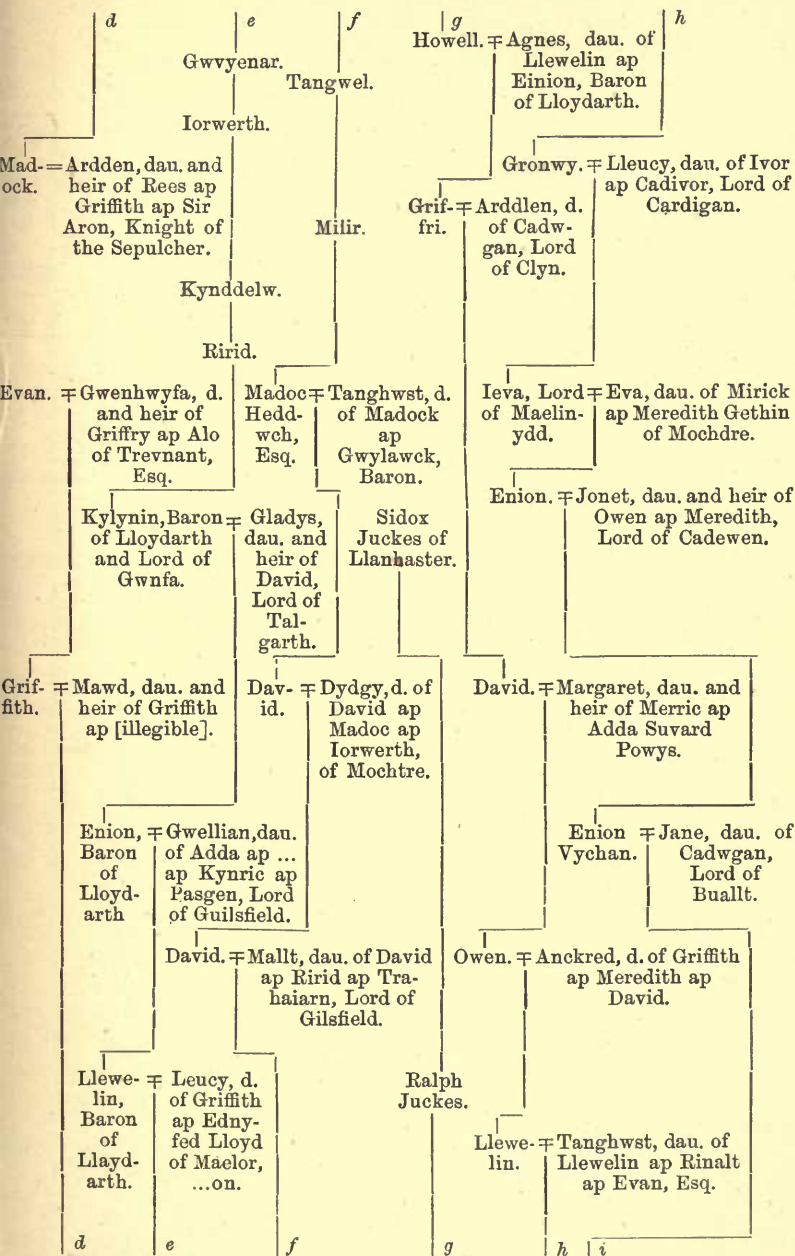 d e f g h
Howell. ╤ Agnes, dau. of
Llewelin ap
Einion, Baron
of Lloydarth.
Gwvyenar.
Tangwel.
Iorwerth.
Mad-= Ardden, dau. and
ock. heir of Rees ap
Griffith ap Sir
Aron, Knight of
the Sepulcher.
Gronwy. ╤ Lleucy, dau. of Ivor
ap Cadivor, Lord of
Cardigan.
Grif- ╤ Arddlen, d.
fri. of Cadw-
gan, Lord
of Clyn.
Milir.
Kynddelw.
Ririd.
Evan. ╤ Gwenhwyfa, d.
and heir of
Griffry ap Alo
of Trevnant,
Esq.
Madoc ╤ Tanghwst, d.
Hedd- of Madock
wch, ap
Esq. Gwylawck,
Baron.
Ieva, Lord ╤ Eva, dau. of Mirick
of Maelin- ap Meredith Gethin
ydd. of Mochdre.
Enion. ╤ Jonet, dau. and heir of
Owen ap Meredith,
Lord of Cadewen.
Kylynin, Baron ╤ Gladys,
of Lloydarth dau. and
and Lord of heir of
Gwnfa. David,
Lord of
Tal-
garth.
Sidox
Juckes of
Llanhaster.
Grif- ╤ Mawd, dau. and
fith. heir of Griffith
ap [illegible].
Dav- ╤ Dydgy, d. of
id. David ap
Madoc ap
Iorwerth,
of Mochtre.
David. ╤ Margaret, dau. and
heir of Merric ap
Adda Suvard
Powys.
Enion, ╤ Gwellian, dau.
Baron of Adda ap ...
of ap Kynric ap
Lloyd- Pasgen, Lord
arth of Guilsfield.
Enion ╤ Jane, dau. of
Vychan. Cadwgan,
Lord of
Buallt.
David. ╤ Mallt, dau. of David
ap Ririd ap Tra-
haiarn, Lord of
Gilsfield.
Owen. ╤ Anckred, d. of Griffith
ap Meredith ap
David.
Llewe- ╤ Leucy, d.
lin, of Griffith
Baron ap Edny-
of fed Lloyd
Llayd- of Maelor,
arth. ...on.
Ralph
Juckes.
Llewe- ╤ Tanghwst, dau. of
lin. Llewelin ap Rinalt
ap Evan, Esq.
d e f g h i